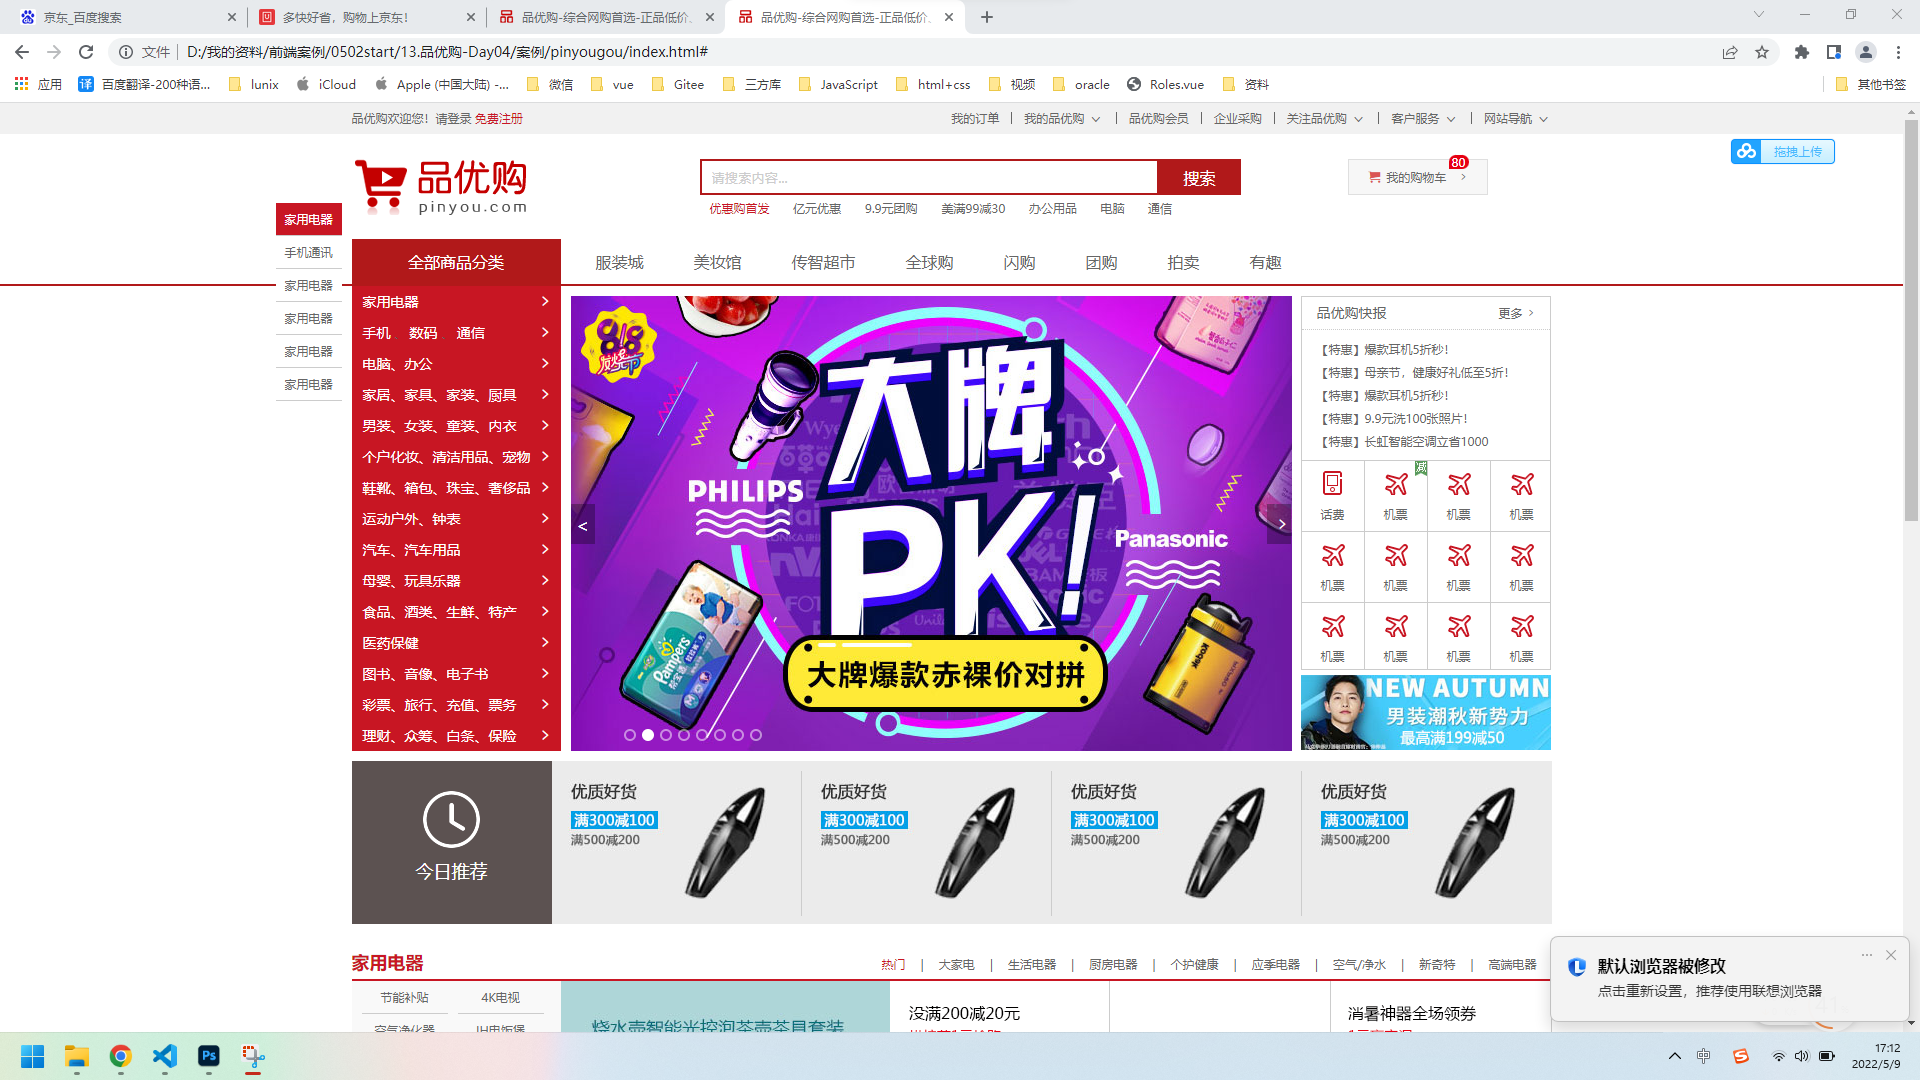 京东_百度搜索
多快好省，购物上京东！
品优购-综合网购首选-正品低价、
品优购-综合网购首选-正品低价、
文件 D:/我的资料/前端案例/0502start/13.品优购-Day04/案例/pinyougou/index.html#
应用 百度翻译-200种语... lunix iCloud Apple (中国大陆) -... 微信 vue Gitee 三方库 JavaScript html+css 视频 oracle Roles.vue 资料 其他书签
品优购欢迎您！请登录 免费注册
我的订单 我的品优购 品优购会员 企业采购 关注品优购 客户服务 网站导航
拖拽上传
品优购
pinyou.com
请搜索内容...
搜索
80
我的购物车
优惠购首发 亿元优惠 9.9元团购 美满99减30 办公用品 电脑 通信
家用电器
手机通讯
家用电器
家用电器
家用电器
家用电器
全部商品分类 服装城 美妆馆 传智超市 全球购 闪购 团购 拍卖 有趣
家用电器
手机、 数码、 通信
电脑、办公
家居、家具、家装、厨具
男装、女装、童装、内衣
个户化妆、清洁用品、宠物
鞋靴、箱包、珠宝、奢侈品
运动户外、钟表
汽车、汽车用品
母婴、玩具乐器
食品、酒类、生鲜、特产
医药保健
图书、音像、电子书
彩票、旅行、充值、票务
理财、众筹、白条、保险
8.8
大牌
PK!
PHILIPS
Panasonic
Pampers
Kodak
大牌爆款赤裸价对拼
<
>
品优购快报 更多
【特惠】爆款耳机5折秒！
【特惠】母亲节，健康好礼低至5折！
【特惠】爆款耳机5折秒！
【特惠】9.9元洗100张照片！
【特惠】长虹智能空调立省1000
减
话费 机票 机票 机票
机票 机票 机票 机票
机票 机票 机票 机票
NEW AUTUMN
男装潮秋新势力
最高满199减50
今日推荐
优质好货
满300减100
满500减200
优质好货
满300减100
满500减200
优质好货
满300减100
满500减200
优质好货
满300减100
满500减200
家用电器
热门 | 大家电 | 生活电器 | 厨房电器 | 个护健康 | 应季电器 | 空气/净水 | 新奇特 | 高端电器
节能补贴 4K电视
空气净化器 IH电饭煲
烧水壶智能光控泡茶壶茶具套装
没满200减20元
消暑神器全场领券
默认浏览器被修改
点击重新设置，推荐使用联想浏览器
Ps
中
17:12
2022/5/9